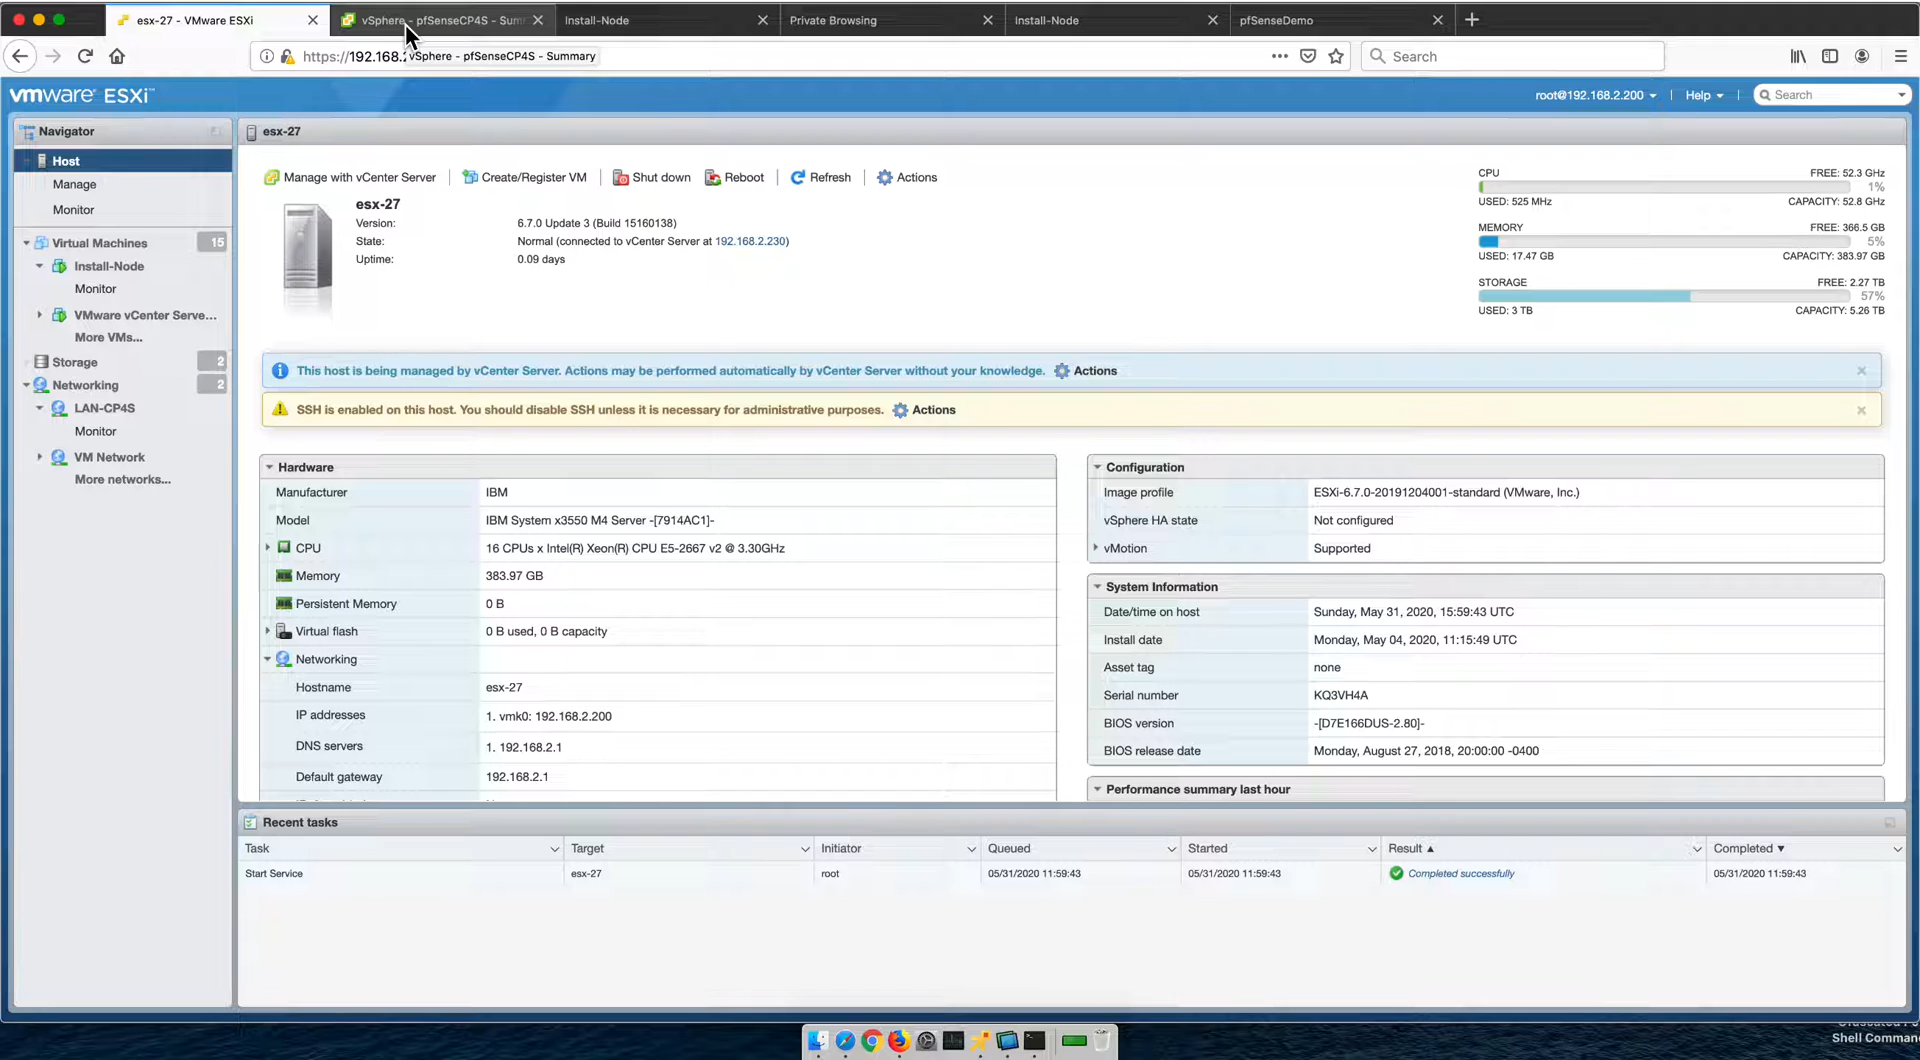 esx-27 - VMware ESXi
vSphere - pfSenseCP4S - Sum
Install-Node
Private Browsing
Install-Node
pfSenseDemo
https://192.168.2
vSphere - pfSenseCP4S - Summary
Search
vmware ESXi
root@192.168.2.200
Help
Search
Navigator
Host
Manage
Monitor
Virtual Machines
15
Install-Node
Monitor
VMware vCenter Serve...
More VMs...
Storage
2
Networking
2
LAN-CP4S
Monitor
VM Network
More networks...
esx-27
Manage with vCenter Server
Create/Register VM
Shut down
Reboot
Refresh
Actions
esx-27
Version: 6.7.0 Update 3 (Build 15160138)
State: Normal (connected to vCenter Server at 192.168.2.230)
Uptime: 0.09 days
CPU FREE: 52.3 GHz
1%
USED: 525 MHz CAPACITY: 52.8 GHz
MEMORY FREE: 366.5 GB
5%
USED: 17.47 GB CAPACITY: 383.97 GB
STORAGE FREE: 2.27 TB
57%
USED: 3 TB CAPACITY: 5.26 TB
This host is being managed by vCenter Server. Actions may be performed automatically by vCenter Server without your knowledge. Actions
SSH is enabled on this host. You should disable SSH unless it is necessary for administrative purposes. Actions
Hardware
Manufacturer IBM
Model IBM System x3550 M4 Server -[7914AC1]-
CPU 16 CPUs x Intel(R) Xeon(R) CPU E5-2667 v2 @ 3.30GHz
Memory 383.97 GB
Persistent Memory 0 B
Virtual flash 0 B used, 0 B capacity
Networking
Hostname esx-27
IP addresses 1. vmk0: 192.168.2.200
DNS servers 1. 192.168.2.1
Default gateway 192.168.2.1
Configuration
Image profile ESXi-6.7.0-20191204001-standard (VMware, Inc.)
vSphere HA state Not configured
vMotion Supported
System Information
Date/time on host Sunday, May 31, 2020, 15:59:43 UTC
Install date Monday, May 04, 2020, 11:15:49 UTC
Asset tag none
Serial number KQ3VH4A
BIOS version -[D7E166DUS-2.80]-
BIOS release date Monday, August 27, 2018, 20:00:00 -0400
Performance summary last hour
Recent tasks
Task Target Initiator Queued Started Result Completed
Start Service esx-27 root 05/31/2020 11:59:43 05/31/2020 11:59:43 Completed successfully 05/31/2020 11:59:43
Shell Comman